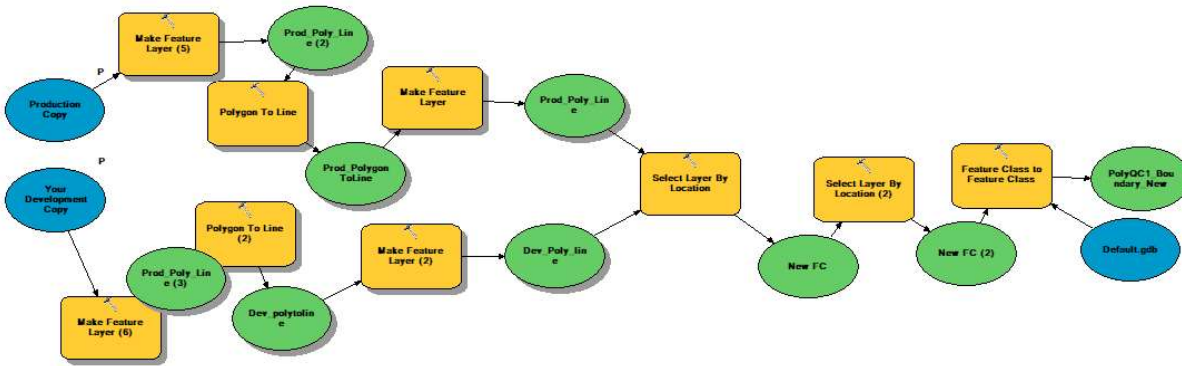 Make Feature
Layer (5)
Prod_Poly_Lin
e (2)
P
Production
Copy
Polygon To Line
Make Feature
Layer
Prod_Poly_Lin
e
Prod_Polygon
ToLine
P
Your
Development
Copy
Select Layer By
Location
Select Layer By
Location (2)
Feature Class to
Feature Class
PolyQC1_Bou
ndary_New
Polygon To Line
(2)
Prod_Poly_Lin
e (3)
Make Feature
Layer (2)
Dev_Poly_lin
e
New FC
New FC (2)
Default.gdb
Make Feature
Layer (6)
Dev_polytolin
e